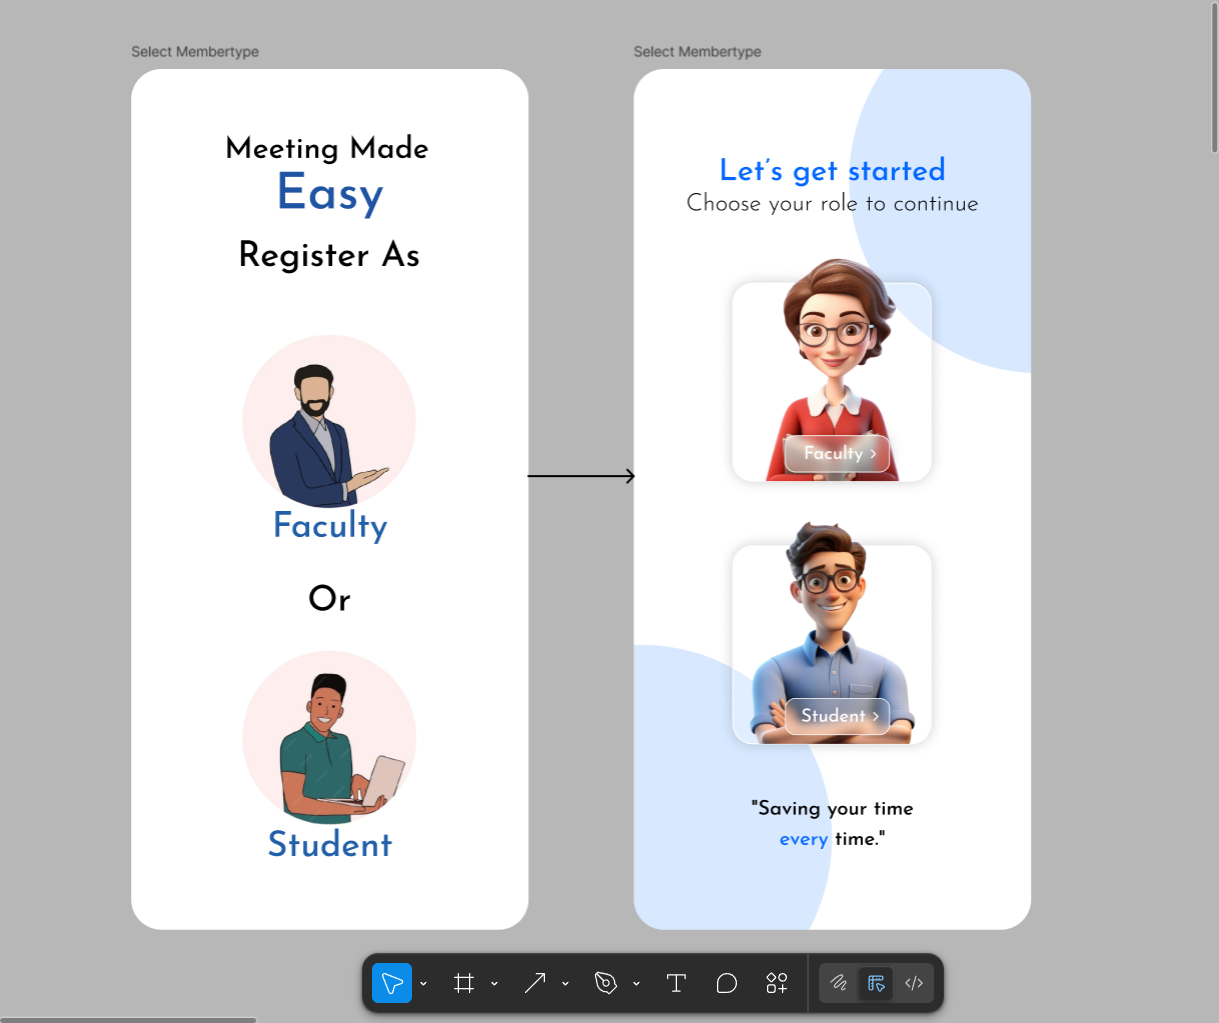 Select Membertype
Meeting Made
Easy
Register As
Faculty
Or
Student
Select Membertype
Let's get started
Choose your role to continue
Faculty >
Student >
"Saving your time
every time."